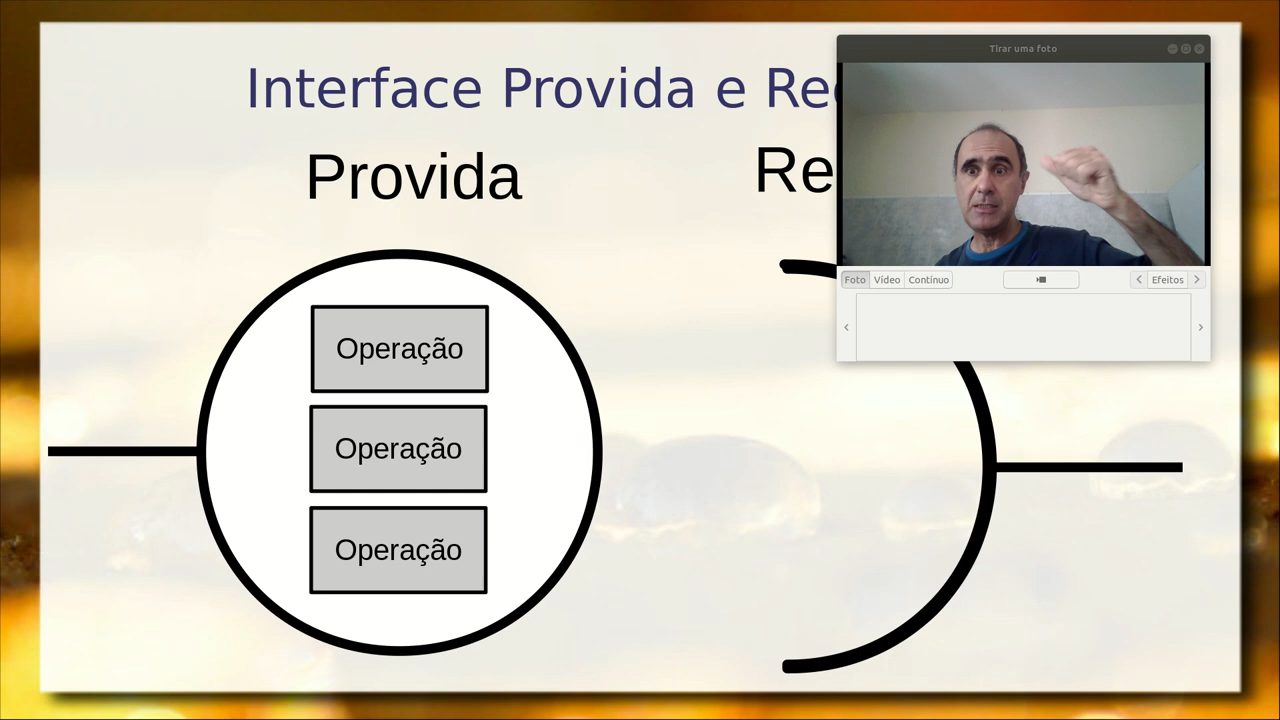 Interface Provida e Re
Provida
Re
Operação
Operação
Operação
Tirar uma foto
Foto
Vídeo
Contínuo
Efeitos